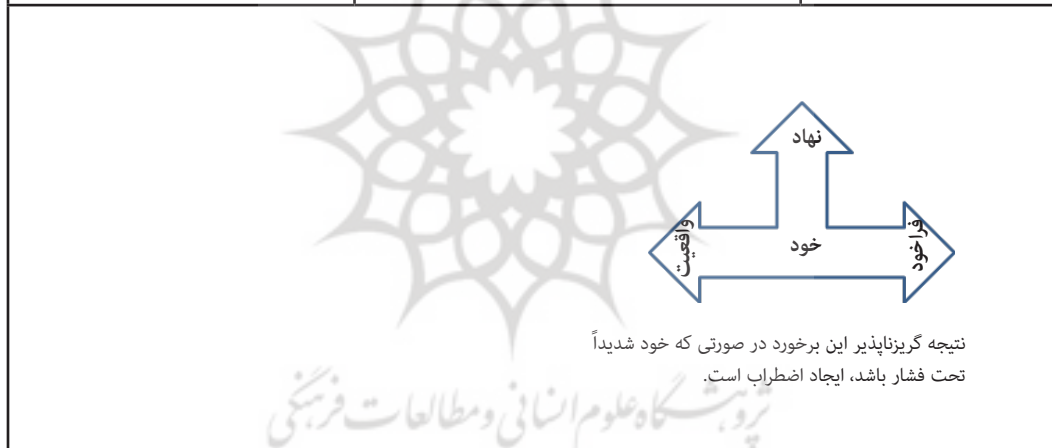 نهاد
واقعیت
خود
فراخود
نتیجه گریزناپذیر این برخورد در صورتی که خود شدیداً
تحت فشار باشد، ایجاد اضطراب است.
پژوهشگاه علوم انسانی و مطالعات فرهنگی